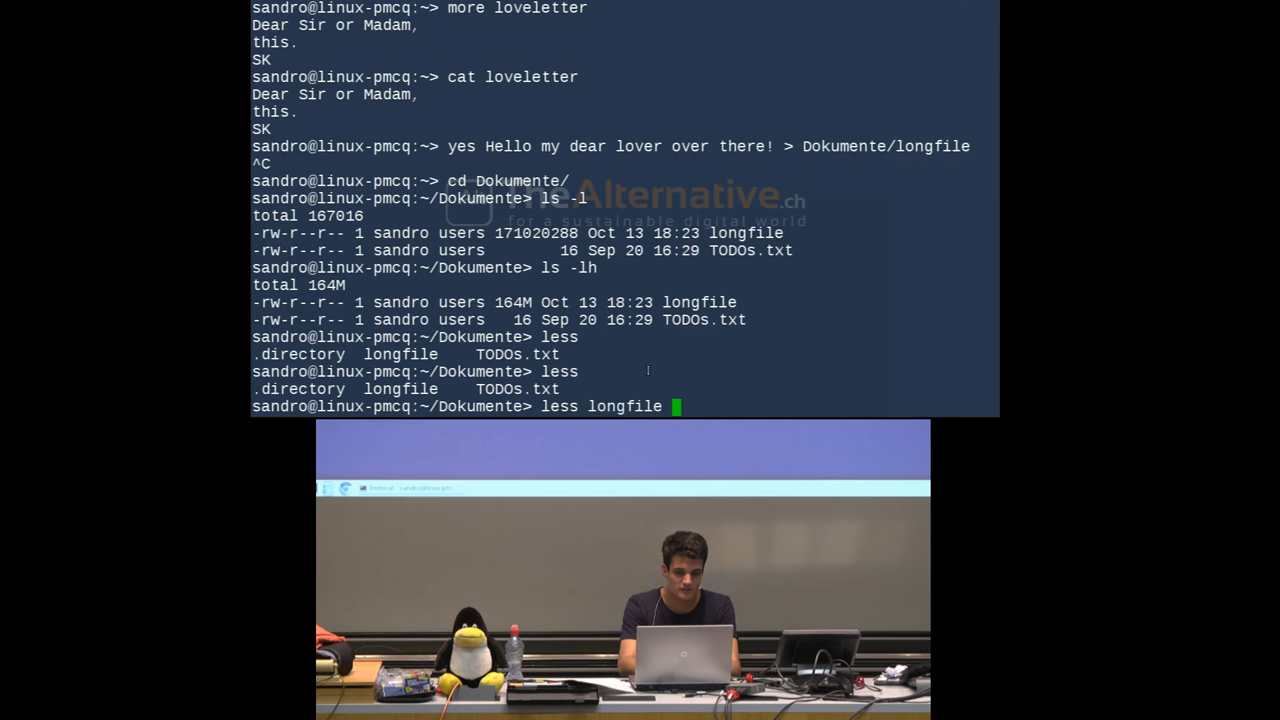 sandro@linux-pmcq:~> more loveletter
Dear Sir or Madam,
this.
SK
sandro@linux-pmcq:~> cat loveletter
Dear Sir or Madam,
this.
SK
sandro@linux-pmcq:~> yes Hello my dear lover over there! > Dokumente/longfile
^C
sandro@linux-pmcq:~> cd Dokumente/
sandro@linux-pmcq:~/Dokumente> ls -l
TheAlternative.ch
for a sustainable digital world
total 167016
-rw-r--r-- 1 sandro users 171020288 Oct 13 18:23 longfile
-rw-r--r-- 1 sandro users        16 Sep 20 16:29 TODOs.txt
sandro@linux-pmcq:~/Dokumente> ls -lh
total 164M
-rw-r--r-- 1 sandro users 164M Oct 13 18:23 longfile
-rw-r--r-- 1 sandro users   16 Sep 20 16:29 TODOs.txt
sandro@linux-pmcq:~/Dokumente> less
.directory  longfile    TODOs.txt
sandro@linux-pmcq:~/Dokumente> less
.directory  longfile    TODOs.txt
sandro@linux-pmcq:~/Dokumente> less longfile